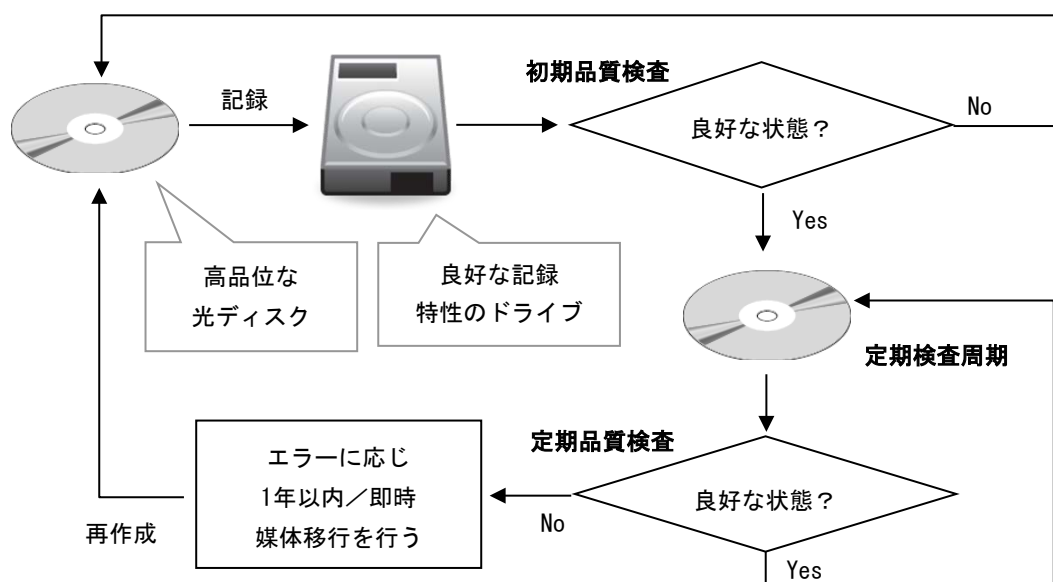 記録
初期品質検査
良好な状態？
No
Yes
高品位な
光ディスク
良好な記録
特性のドライブ
定期検査周期
定期品質検査
良好な状態？
No
Yes
エラーに応じ
1年以内／即時
媒体移行を行う
再作成